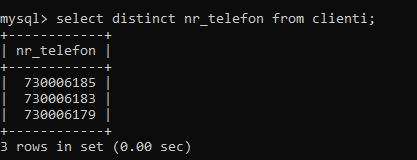 mysql> select distinct nr_telefon from clienti;
+------------+
| nr_telefon |
+------------+
|  730006185 |
|  730006183 |
|  730006179 |
+------------+
3 rows in set (0.00 sec)